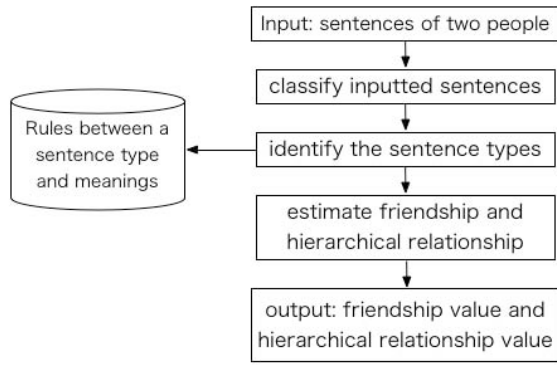 Input: sentences of two people
classify inputted sentences
Rules between a
sentence type
and meanings
identify the sentence types
estimate friendship and
hierarchical relationship
output: friendship value and
hierarchical relationship value